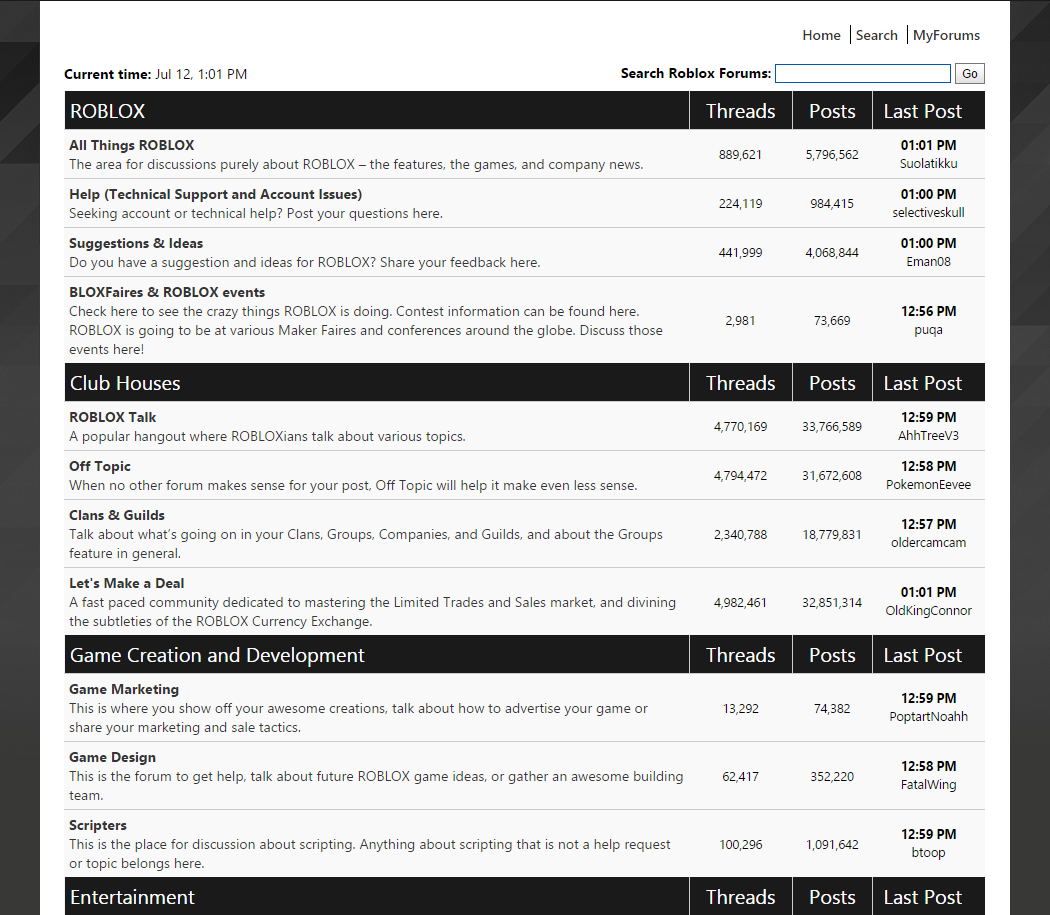 Home Search MyForums
Current time: Jul 12, 1:01 PM Search Roblox Forums: Go
ROBLOX Threads Posts Last Post
All Things ROBLOX
The area for discussions purely about ROBLOX – the features, the games, and company news.
889,621 5,796,562 01:01 PM
Suolatikku
Help (Technical Support and Account Issues)
Seeking account or technical help? Post your questions here.
224,119 984,415 01:00 PM
selectiveskull
Suggestions & Ideas
Do you have a suggestion and ideas for ROBLOX? Share your feedback here.
441,999 4,068,844 01:00 PM
Eman08
BLOXFaires & ROBLOX events
Check here to see the crazy things ROBLOX is doing. Contest information can be found here.
ROBLOX is going to be at various Maker Faires and conferences around the globe. Discuss those
events here!
2,981 73,669 12:56 PM
puqa
Club Houses Threads Posts Last Post
ROBLOX Talk
A popular hangout where ROBLOXians talk about various topics.
4,770,169 33,766,589 12:59 PM
AhhTreeV3
Off Topic
When no other forum makes sense for your post, Off Topic will help it make even less sense.
4,794,472 31,672,608 12:58 PM
PokemonEevee
Clans & Guilds
Talk about what’s going on in your Clans, Groups, Companies, and Guilds, and about the Groups
feature in general.
2,340,788 18,779,831 12:57 PM
oldercamcam
Let's Make a Deal
A fast paced community dedicated to mastering the Limited Trades and Sales market, and divining
the subtleties of the ROBLOX Currency Exchange.
4,982,461 32,851,314 01:01 PM
OldKingConnor
Game Creation and Development Threads Posts Last Post
Game Marketing
This is where you show off your awesome creations, talk about how to advertise your game or
share your marketing and sale tactics.
13,292 74,382 12:59 PM
PoptartNoahh
Game Design
This is the forum to get help, talk about future ROBLOX game ideas, or gather an awesome building
team.
62,417 352,220 12:58 PM
FatalWing
Scripters
This is the place for discussion about scripting. Anything about scripting that is not a help request
or topic belongs here.
100,296 1,091,642 12:59 PM
btoop
Entertainment Threads Posts Last Post